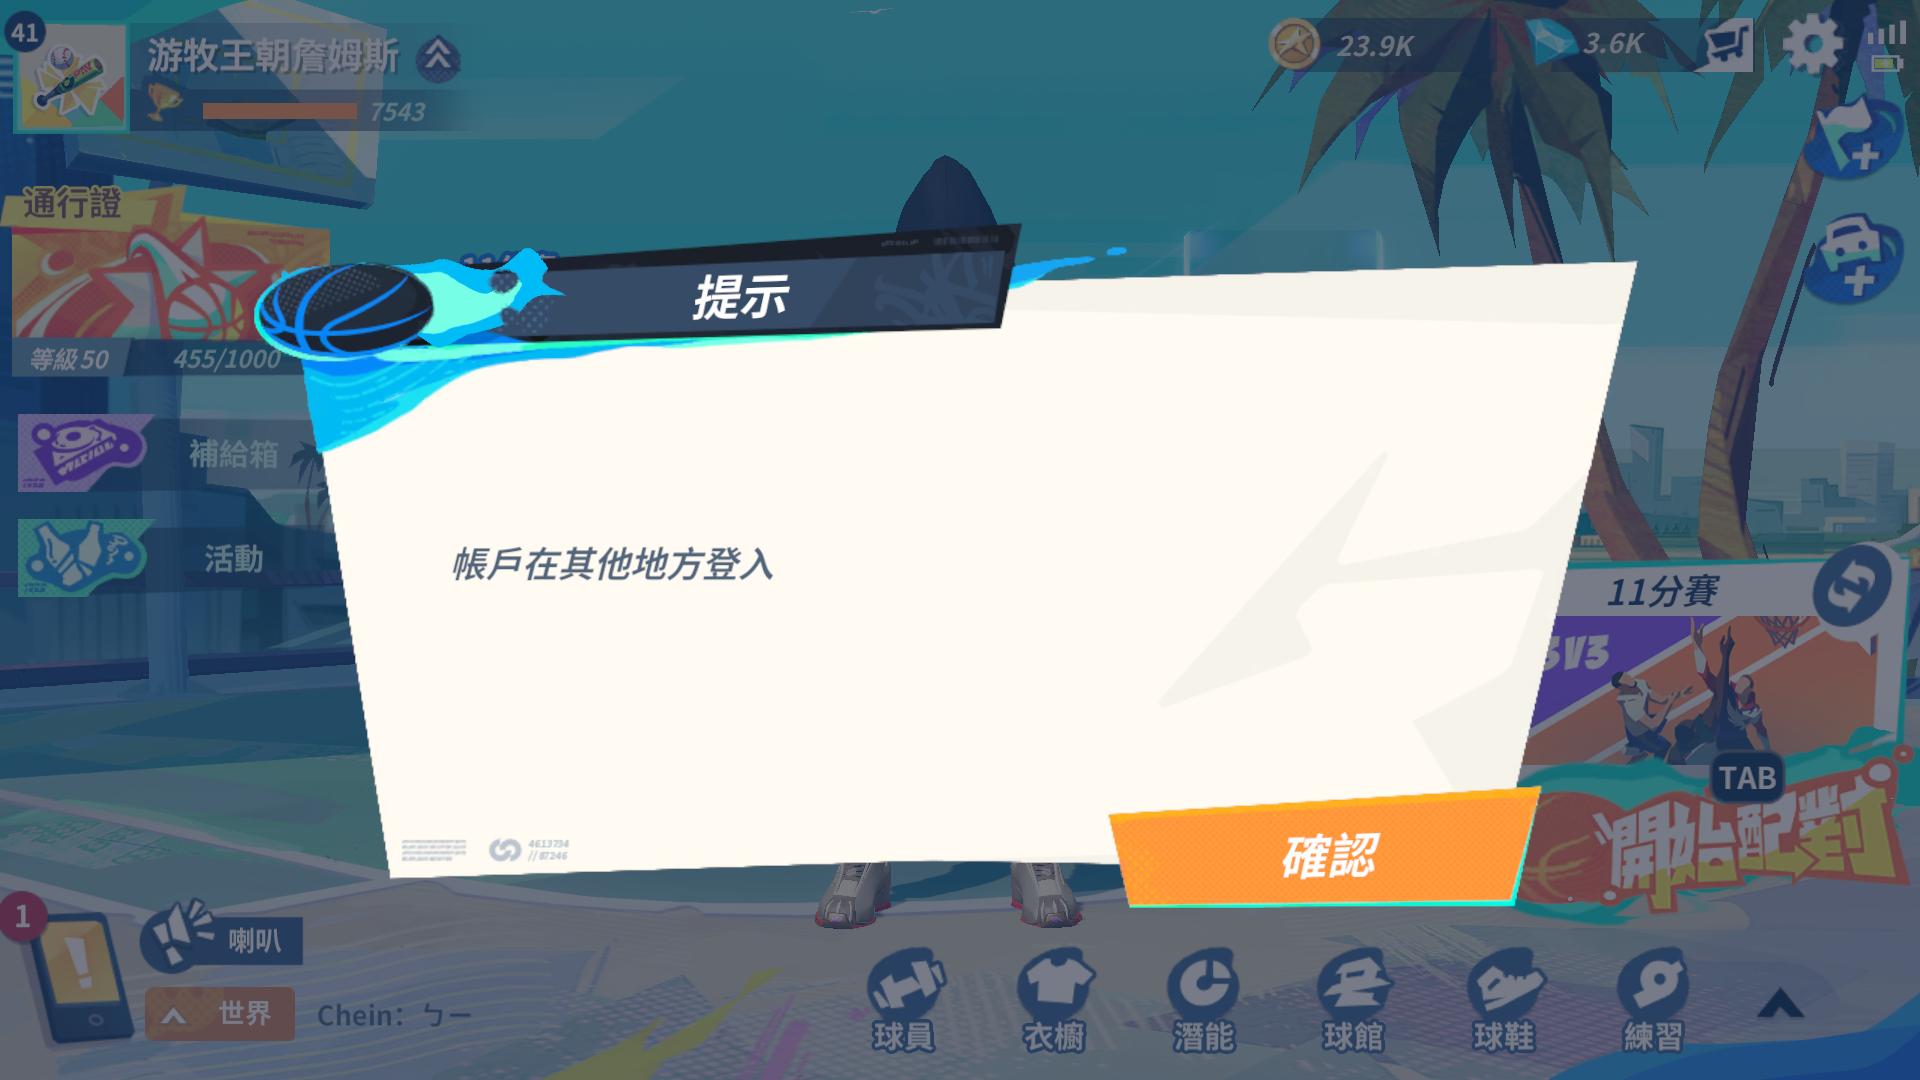 41
游牧王朝詹姆斯
7543
23.9K
3.6K
通行證
等級50
455/1000
補給箱
活動
提示
帳戶在其他地方登入
4613734
//87246
確認
11分賽
3V3
TAB
開始配對
1
喇叭
世界
Chein：ㄅㄧ
球員
衣櫥
潛能
球館
球鞋
練習